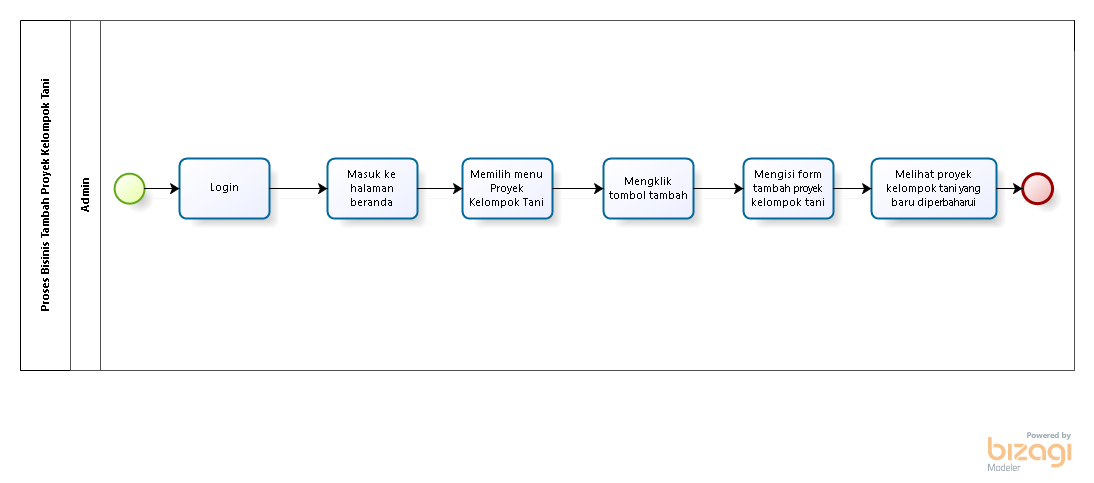 Proses Bisinis Tambah Proyek Kelompok Tani
Admin
Login
Masuk ke
halaman
beranda
Memilih menu
Proyek
Kelompok Tani
Mengklik
tombol tambah
Mengisi form
tambah proyek
kelompok tani
Melihat proyek
kelompok tani yang
baru diperbaharui
Powered by
bizagi
Modeler